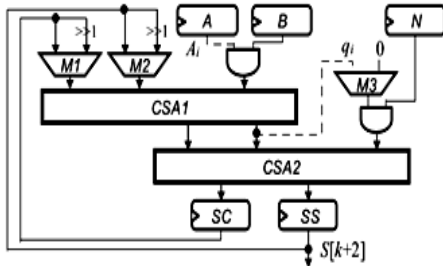 A B N
>>1 >>1
Ai qi 0
M1 M2 M3
CSA1
CSA2
SC SS
S[k+2]